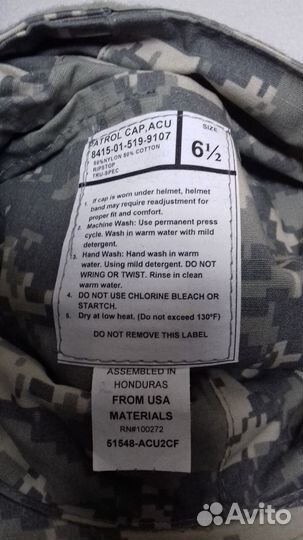 PATROL CAP, ACU
8415-01-519-9107
50%NYLON 50% COTTON
RIPSTOP
TRU-SPEC
SIZE
6½
1. If cap is worn under helmet, helmet
band may require readjustment for
proper fit and comfort.
2. Machine Wash: Use permanent press
cycle. Wash in warm water with mild
detergent.
3. Hand Wash: Hand wash in warm
water. Using mild detergent. DO NOT
WRING OR TWIST. Rinse in clean
warm water.
4. DO NOT USE CHLORINE BLEACH OR
STARTCH.
5. Dry at low heat. (Do not exceed 130°F)
DO NOT REMOVE THIS LABEL
ASSEMBLED IN
HONDURAS
FROM USA
MATERIALS
RN#100272
51548-ACU2CF
Avito